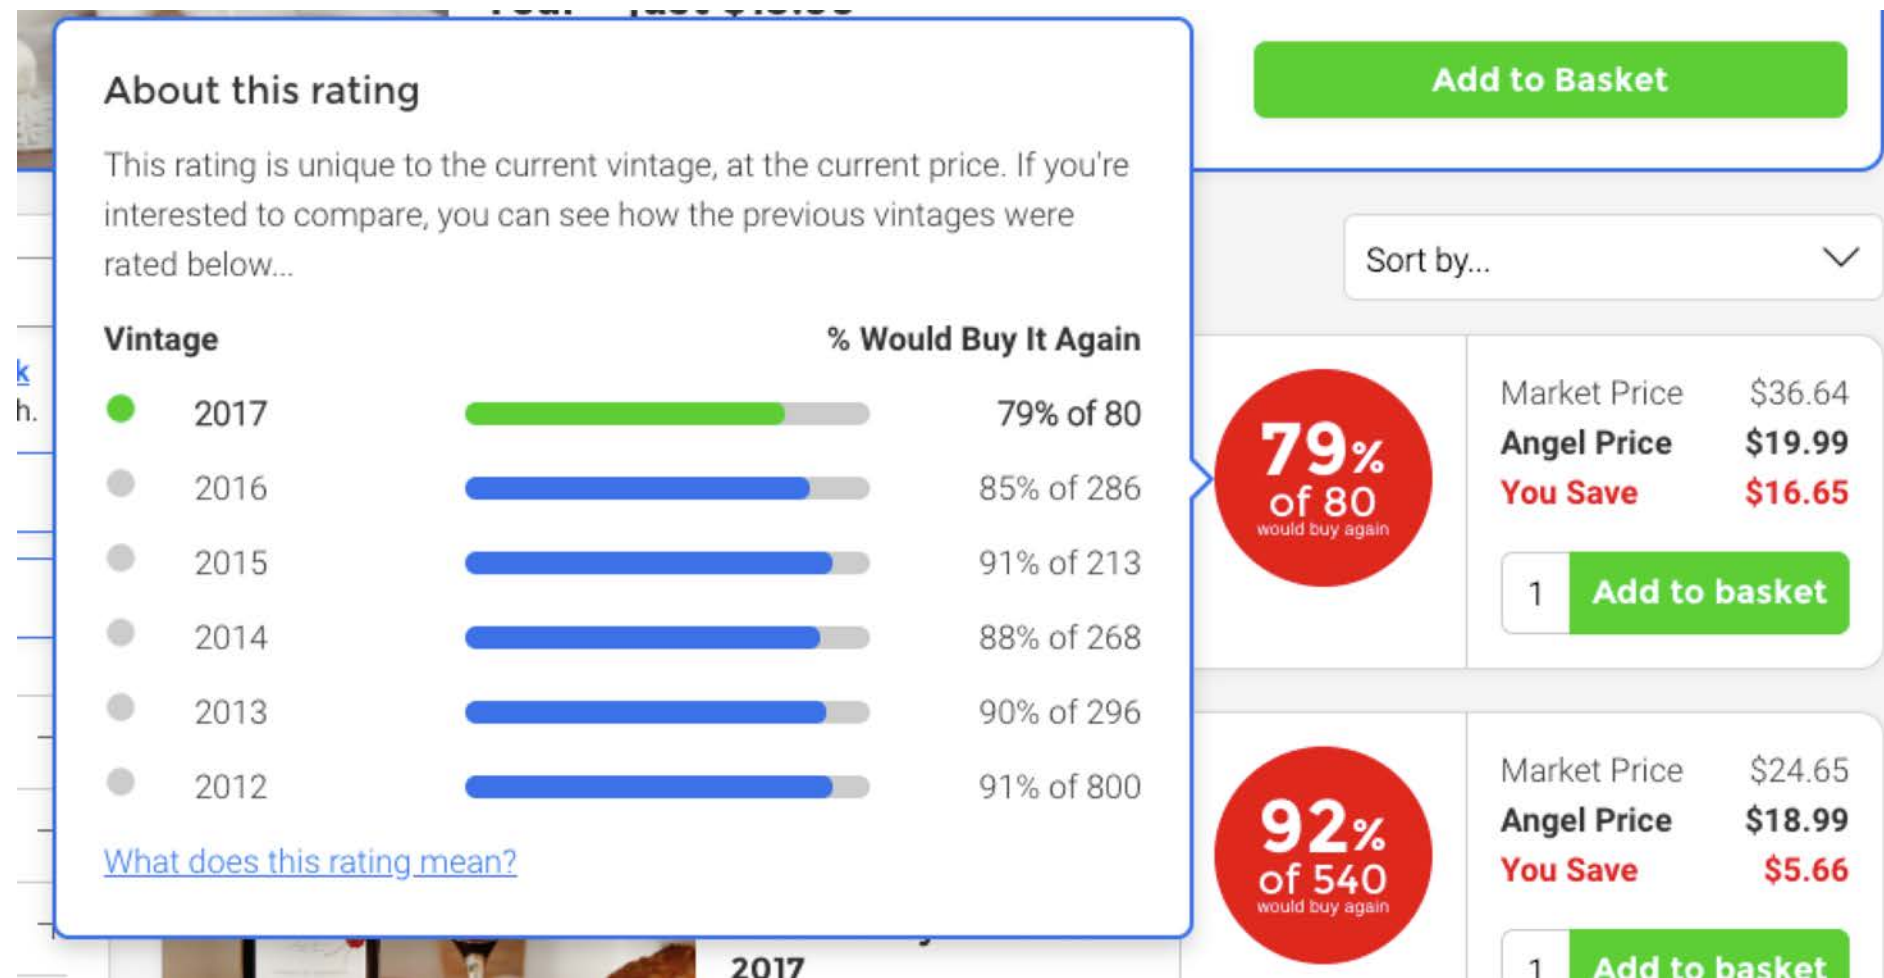 About this rating
This rating is unique to the current vintage, at the current price. If you're
interested to compare, you can see how the previous vintages were
rated below...
Vintage % Would Buy It Again
2017 79% of 80
2016 85% of 286
2015 91% of 213
2014 88% of 268
2013 90% of 296
2012 91% of 800
What does this rating mean?
Add to Basket
Sort by...
k
h.
79%
of 80
would buy again
Market Price $36.64
Angel Price $19.99
You Save $16.65
1 Add to basket
92%
of 540
would buy again
Market Price $24.65
Angel Price $18.99
You Save $5.66
1 Add to basket
2017